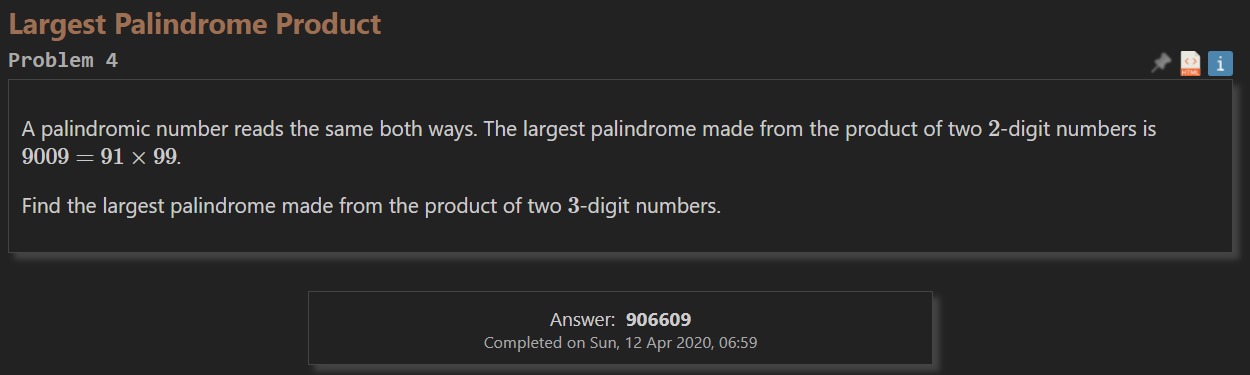 Largest Palindrome Product
Problem 4
HTML
i
A palindromic number reads the same both ways. The largest palindrome made from the product of two 2-digit numbers is
9009 = 91 × 99.
Find the largest palindrome made from the product of two 3-digit numbers.
Answer: 906609
Completed on Sun, 12 Apr 2020, 06:59